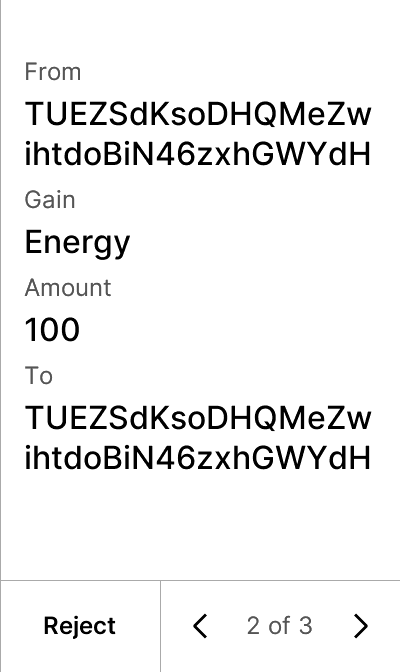 From
TUEZSdKsoDHQMeZw
ihtdoBiN46zxhGWYdH
Gain
Energy
Amount
100
To
TUEZSdKsoDHQMeZw
ihtdoBiN46zxhGWYdH
Reject
2 of 3